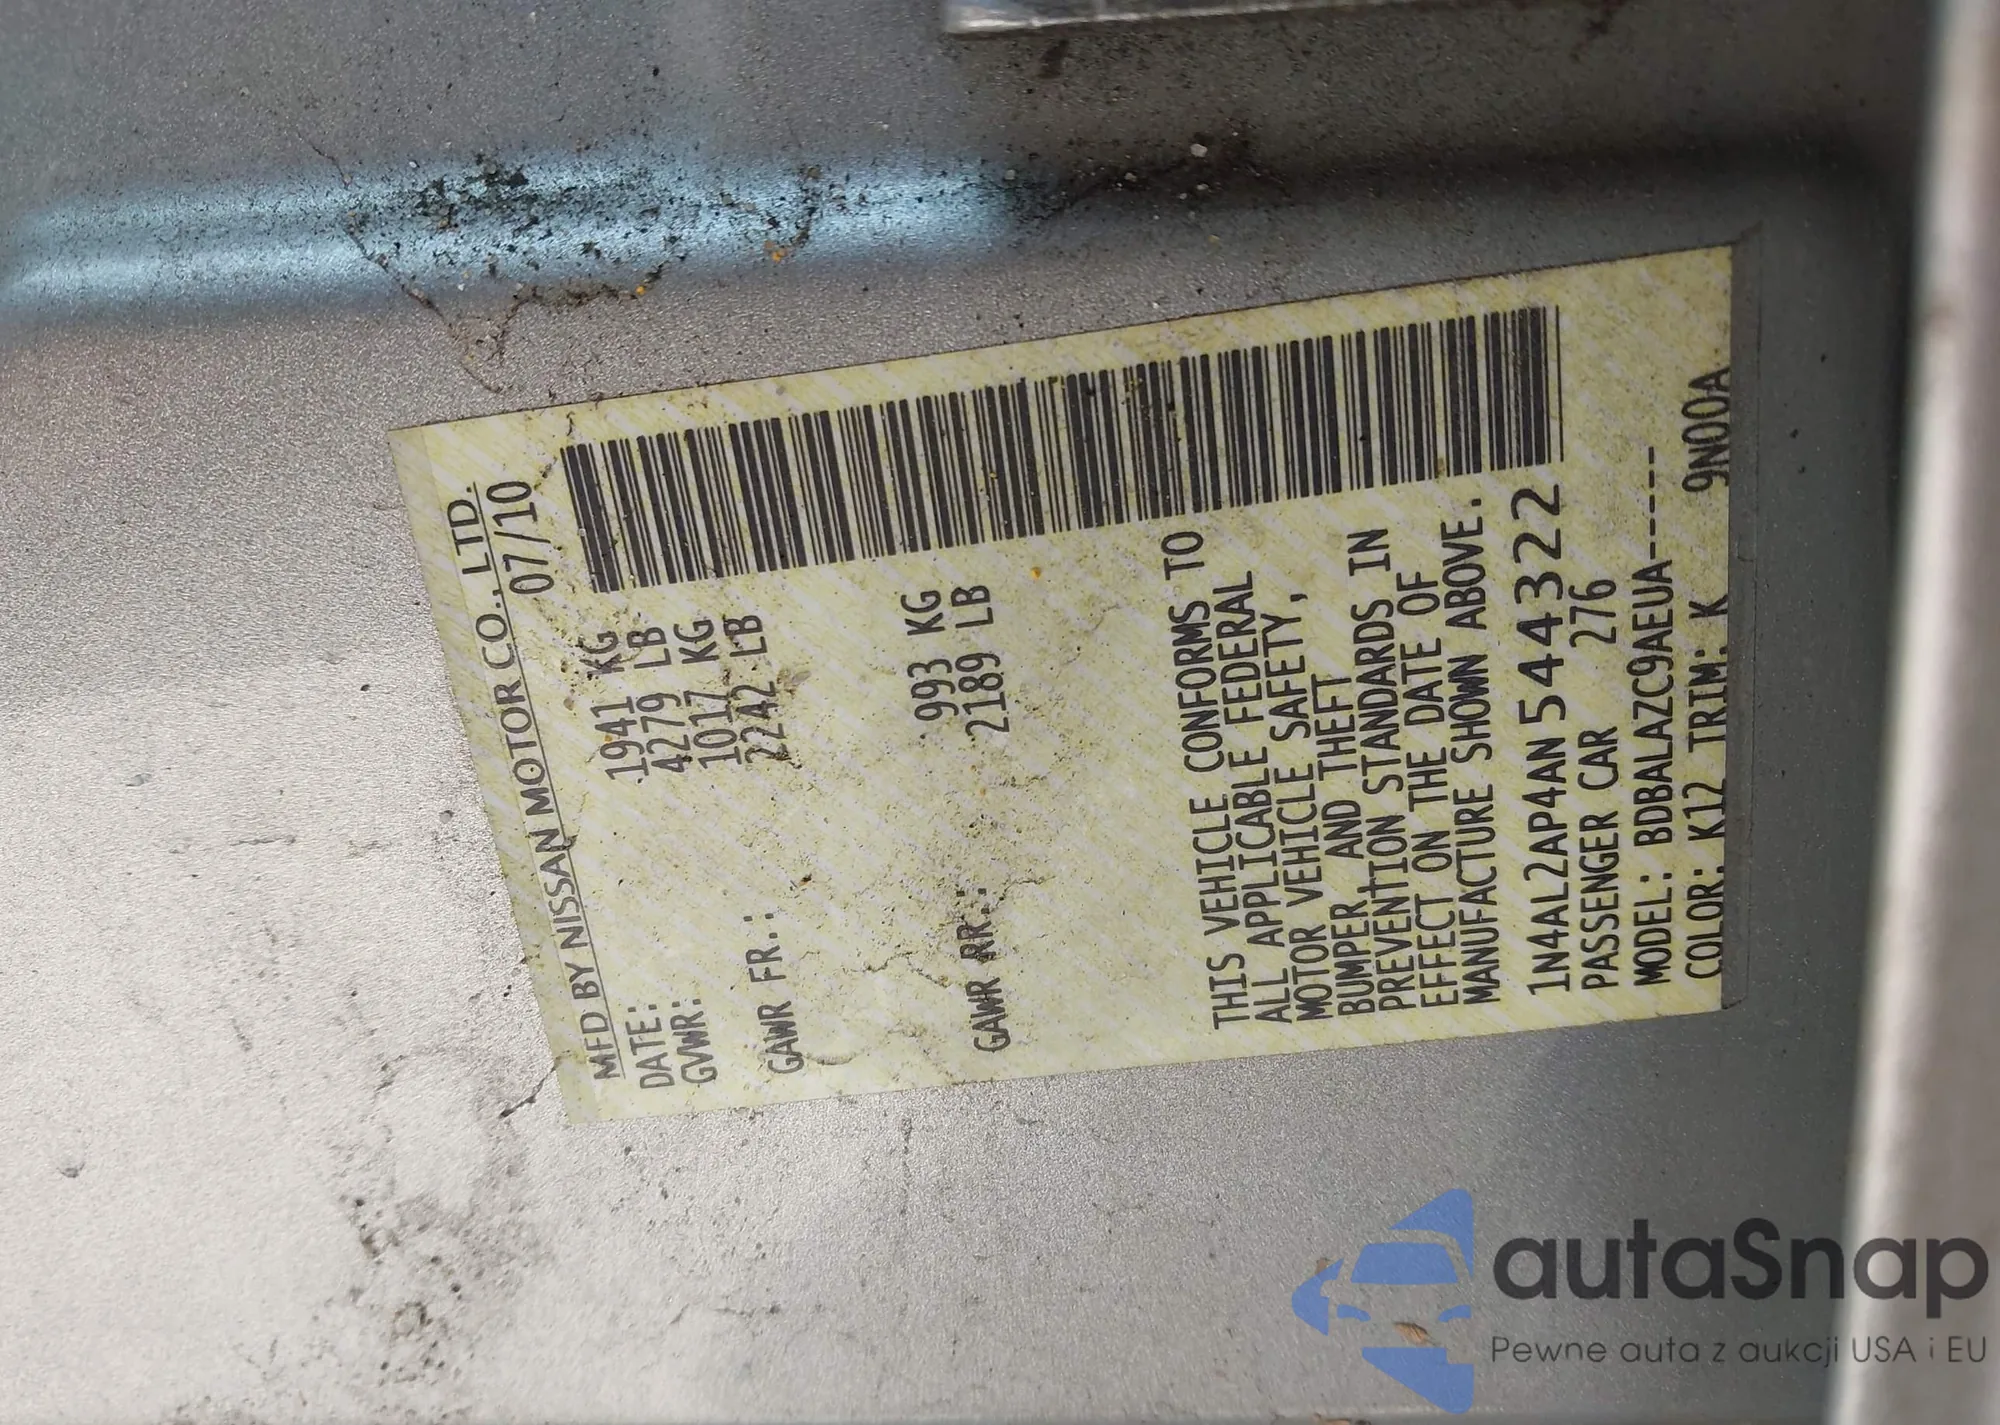 MFD BY NISSAN MOTOR CO., LTD.
DATE: 07/10
GVWR: 1941 KG
4279 LB
GAWR FR.: 1017 KG
2242 LB
GAWR RR.: 993 KG
2189 LB
THIS VEHICLE CONFORMS TO
ALL APPLICABLE FEDERAL
MOTOR VEHICLE SAFETY,
BUMPER, AND THEFT
PREVENTION STANDARDS IN
EFFECT ON THE DATE OF
MANUFACTURE SHOWN ABOVE.
1N4AL2AP4AN544322
PASSENGER CAR 276
MODEL: BDBALAZC9AEUA-----
COLOR: K12 TRIM: K 9N00A
autaSnap
Pewne auta z aukcji USA i EU